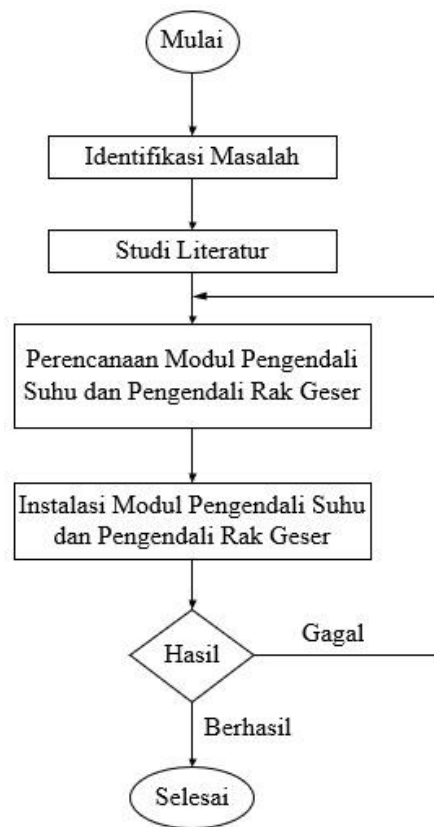 Mulai
Identifikasi Masalah
Studi Literatur
Perencanaan Modul Pengendali
Suhu dan Pengendali Rak Geser
Instalasi Modul Pengendali Suhu
dan Pengendali Rak Geser
Hasil
Gagal
Berhasil
Selesai